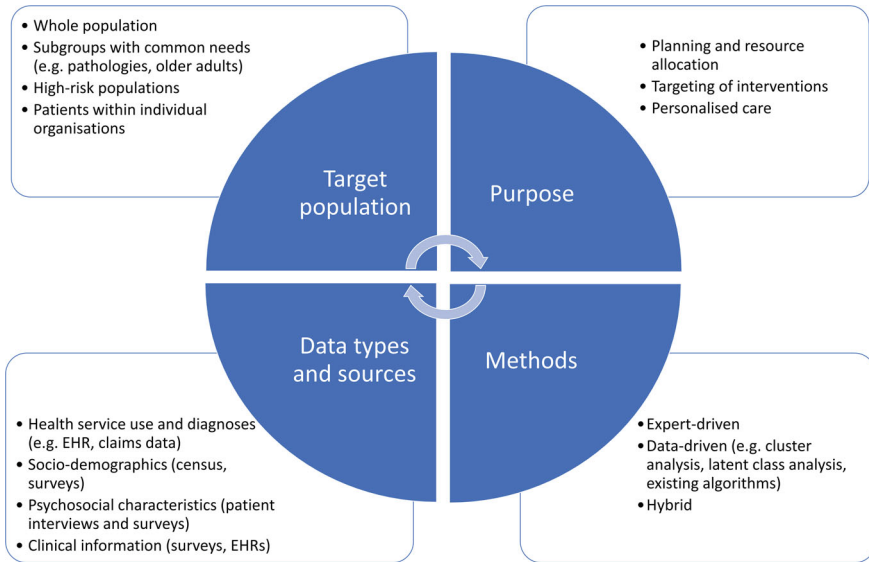 • Whole population
• Subgroups with common needs
(e.g. pathologies, older adults)
• High-risk populations
• Patients within individual
organisations
• Planning and resource
allocation
• Targeting of interventions
• Personalised care
Target
population
Purpose
Data types
and sources
Methods
• Health service use and diagnoses
(e.g. EHR, claims data)
• Socio-demographics (census,
surveys)
• Psychosocial characteristics (patient
interviews and surveys)
• Clinical information (surveys, EHRs)
•Expert-driven
•Data-driven (e.g. cluster
analysis, latent class analysis,
existing algorithms)
•Hybrid